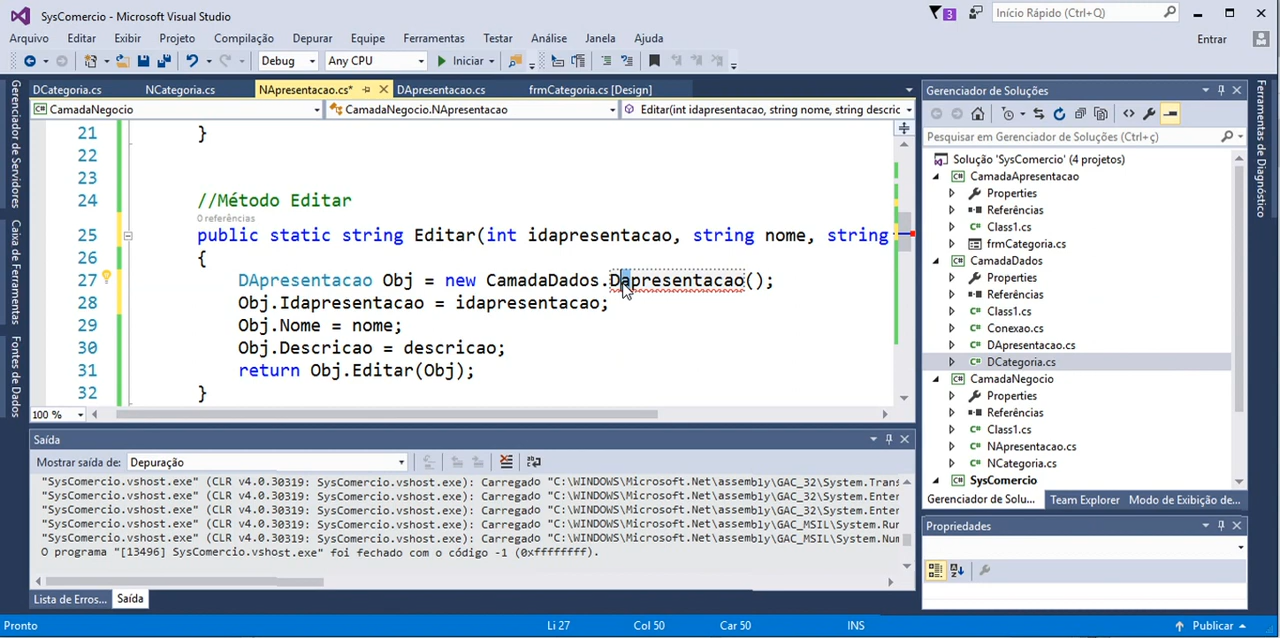 SysComercio - Microsoft Visual Studio
3
Início Rápido (Ctrl+Q)
Arquivo Editar Exibir Projeto Compilação Depurar Equipe Ferramentas Testar Análise Janela Ajuda
Entrar
Debug Any CPU Iniciar
DCategoria.cs NCategoria.cs NApresentacao.cs* DApresentacao.cs frmCategoria.cs [Design]
CamadaNegocio CamadaNegocio.NApresentacao Editar(int idapresentacao, string nome, string descric
21 }
22
23
24 //Método Editar
0 referências
25 public static string Editar(int idapresentacao, string nome, string
26 {
27 DApresentacao Obj = new CamadaDados.Dapresentacao();
28 Obj.Idapresentacao = idapresentacao;
29 Obj.Nome = nome;
30 Obj.Descricao = descricao;
31 return Obj.Editar(Obj);
32 }
100 %
Saída
Mostrar saída de: Depuração
"SysComercio.vshost.exe" (CLR v4.0.30319: SysComercio.vshost.exe): Carregado "C:\WINDOWS\Microsoft.Net\assembly\GAC_32\System.Trans
"SysComercio.vshost.exe" (CLR v4.0.30319: SysComercio.vshost.exe): Carregado "C:\WINDOWS\Microsoft.Net\assembly\GAC_32\System.Enter
"SysComercio.vshost.exe" (CLR v4.0.30319: SysComercio.vshost.exe): Carregado "C:\WINDOWS\Microsoft.Net\assembly\GAC_32\System.Enter
"SysComercio.vshost.exe" (CLR v4.0.30319: SysComercio.vshost.exe): Carregado "C:\WINDOWS\Microsoft.Net\assembly\GAC_MSIL\System.Run
"SysComercio.vshost.exe" (CLR v4.0.30319: SysComercio.vshost.exe): Carregado "C:\WINDOWS\Microsoft.Net\assembly\GAC_MSIL\System.Num
O programa "[13496] SysComercio.vshost.exe" foi fechado com o código -1 (0xffffffff).
Lista de Erros... Saída
Pronto Li 27 Col 50 Car 50 INS Publicar
Gerenciador de Servidores
Caixa de Ferramentas
Fontes de Dados
Gerenciador de Soluções
Pesquisar em Gerenciador de Soluções (Ctrl+ç)
Solução 'SysComercio' (4 projetos)
CamadaApresentacao
Properties
Referências
Class1.cs
frmCategoria.cs
CamadaDados
Properties
Referências
Class1.cs
Conexao.cs
DApresentacao.cs
DCategoria.cs
CamadaNegocio
Properties
Referências
Class1.cs
NApresentacao.cs
NCategoria.cs
SysComercio
Gerenciador de Solu... Team Explorer Modo de Exibição de...
Propriedades
Ferramentas de Diagnóstico